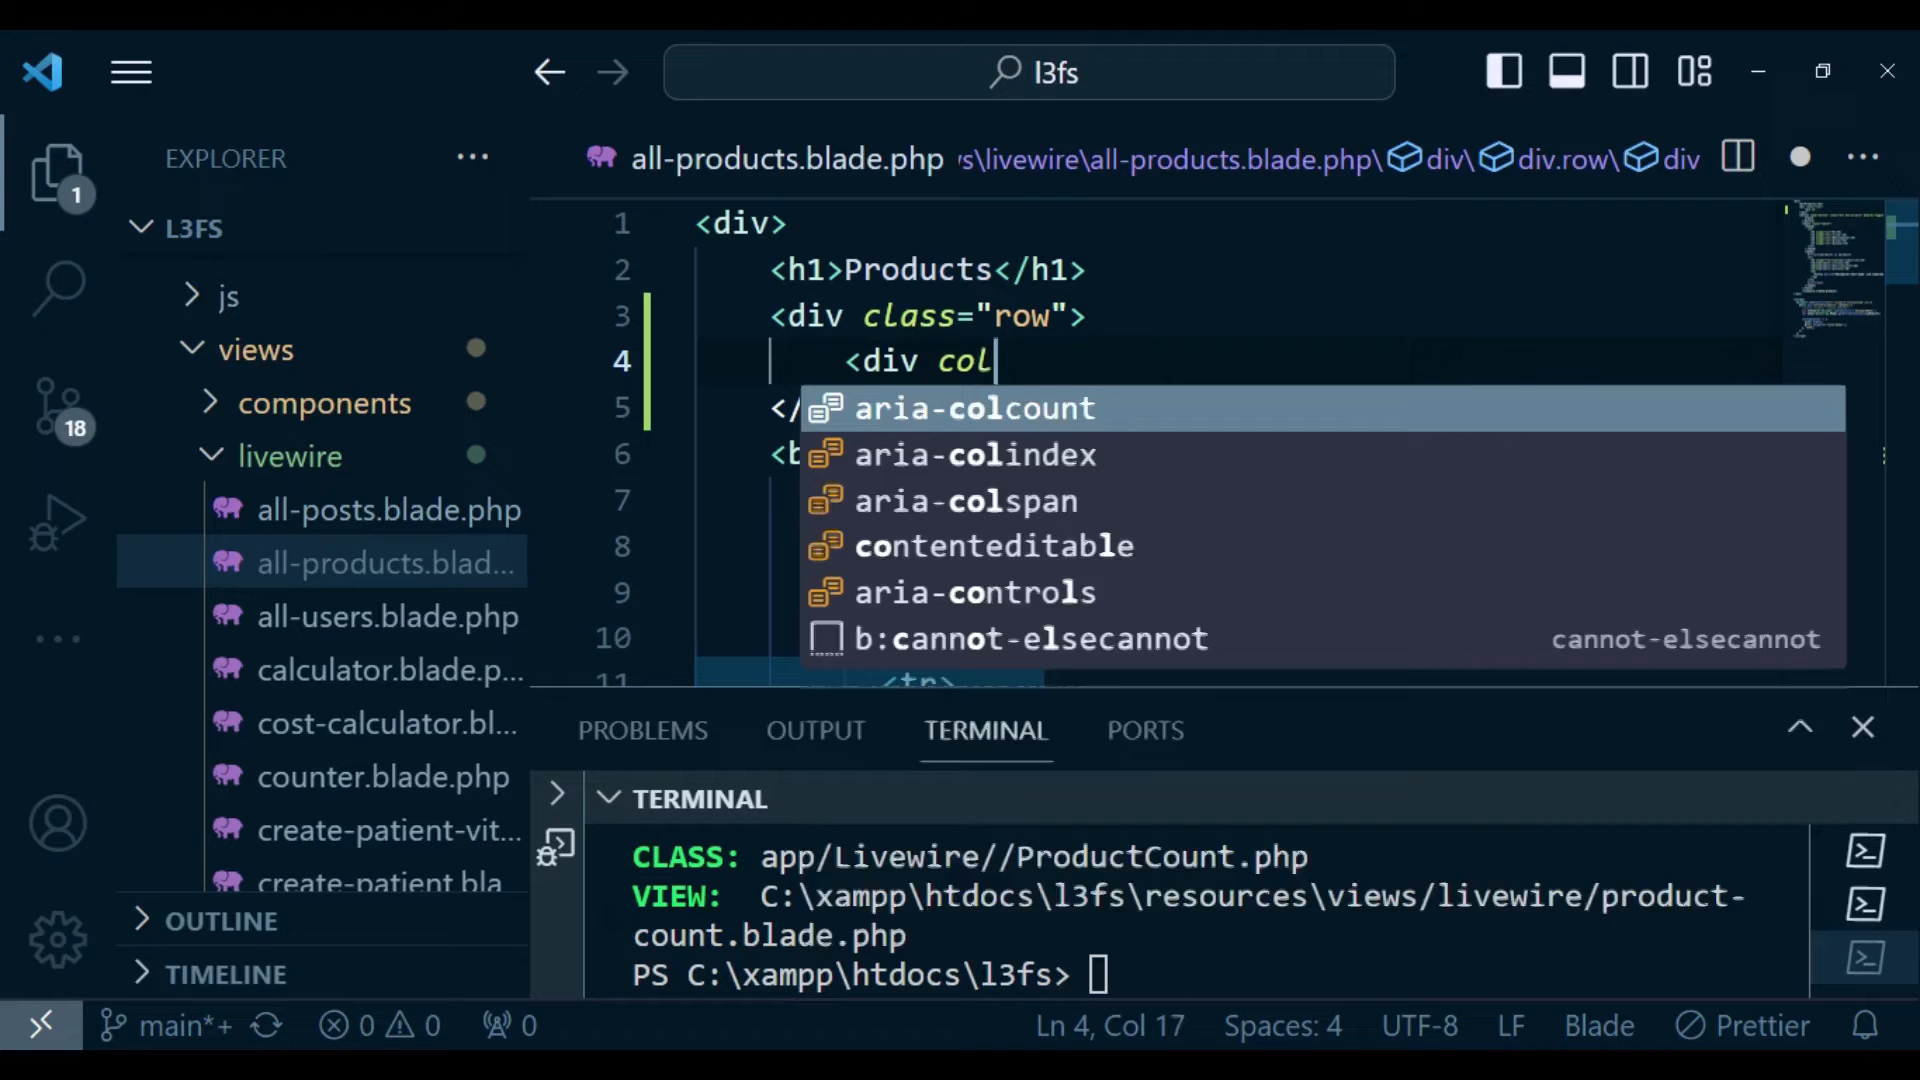 l3fs
EXPLORER
1
L3FS
js
views
components
18
livewire
all-posts.blade.php
all-products.blad...
all-users.blade.php
calculator.blade.p...
cost-calculator.bl...
counter.blade.php
create-patient-vit...
create-patient.bla
OUTLINE
TIMELINE
all-products.blade.php s\livewire\all-products.blade.php\ div\ div.row\ div
1 <div>
2 <h1>Products</h1>
3 <div class="row">
4 <div col
5 </
6 <b
7
8
9
10
11 <tr>
aria-colcount
aria-colindex
aria-colspan
contenteditable
aria-controls
b:cannot-elsecannot cannot-elsecannot
PROBLEMS OUTPUT TERMINAL PORTS
TERMINAL
CLASS: app/Livewire//ProductCount.php
VIEW: C:\xampp\htdocs\l3fs\resources\views/livewire/product-
count.blade.php
PS C:\xampp\htdocs\l3fs>
main*+ 0 0 0 Ln 4, Col 17 Spaces: 4 UTF-8 LF Blade Prettier